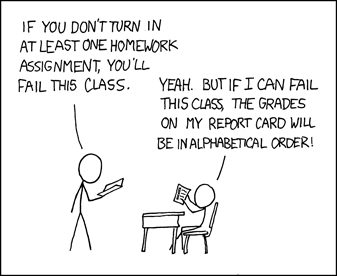 IF YOU DON'T TURN IN
AT LEAST ONE HOMEWORK
ASSIGNMENT, YOU'LL
FAIL THIS CLASS.
YEAH. BUT IF I CAN FAIL
THIS CLASS, THE GRADES
ON MY REPORT CARD WILL
BE IN ALPHABETICAL ORDER!